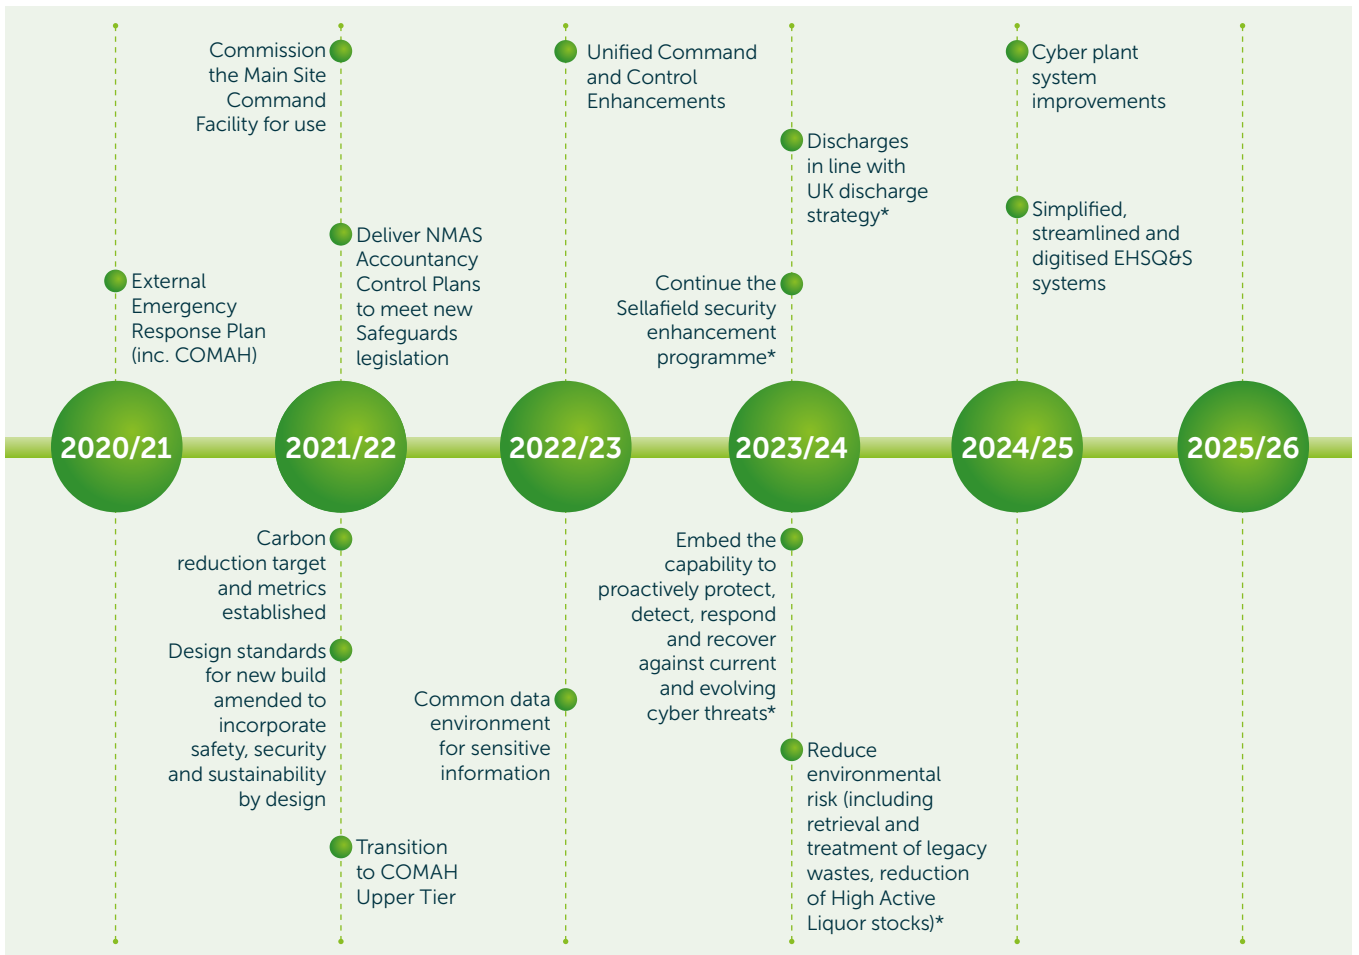 Commission
the Main Site
Command
Facility for use
Unified Command
and Control
Enhancements
Cyber plant
system
improvements
Discharges
in line with
UK discharge
strategy*
Simplified,
streamlined and
digitised EHSQ&S
systems
Deliver NMAS
Accountancy
Control Plans
to meet new
Safeguards
legislation
External
Emergency
Response Plan
(inc. COMAH)
Continue the
Sellafield security
enhancement
programme*
2020/21
2021/22
2022/23
2023/24
2024/25
2025/26
Carbon
reduction target
and metrics
established
Design standards
for new build
amended to
incorporate
safety, security
and sustainability
by design
Transition
to COMAH
Upper Tier
Common data
environment
for sensitive
information
Embed the
capability to
proactively protect,
detect, respond
and recover
against current
and evolving
cyber threats*
Reduce
environmental
risk (including
retrieval and
treatment of legacy
wastes, reduction
of High Active
Liquor stocks)*